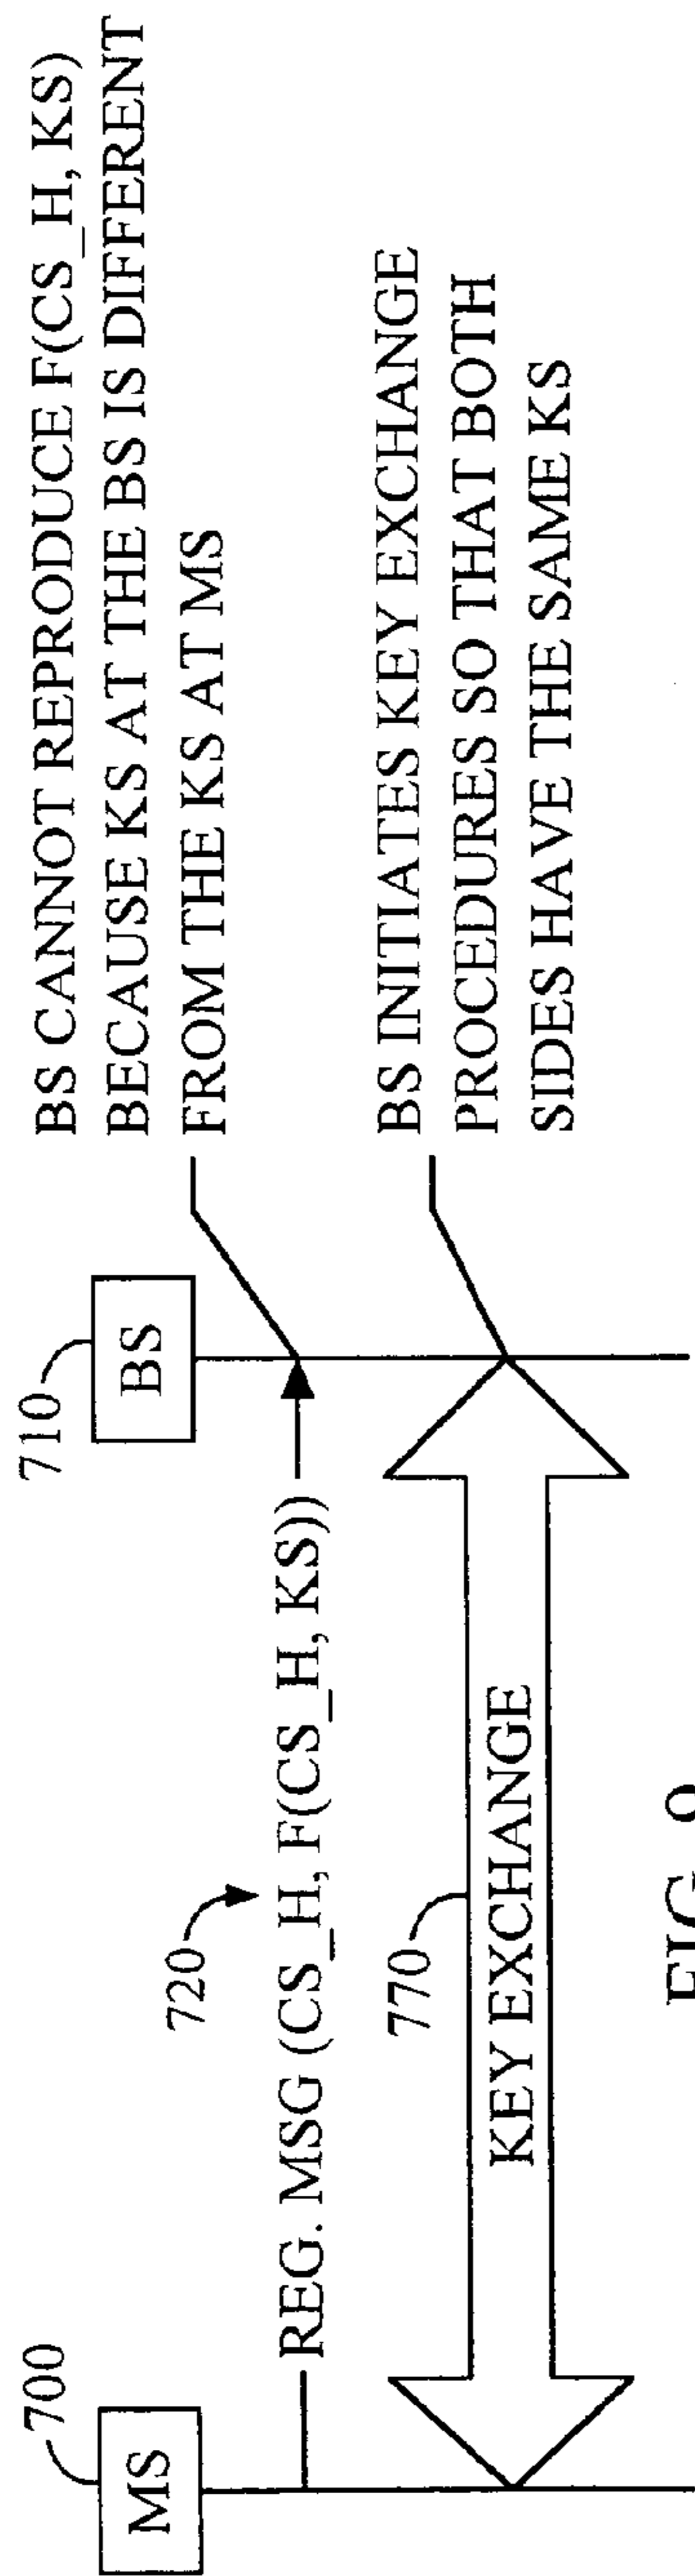 700
MS
710
BS
BS CANNOT REPRODUCE F(CS_H, KS)
BECAUSE KS AT THE BS IS DIFFERENT
FROM THE KS AT MS
720
REG. MSG (CS_H, F(CS_H, KS))
BS INITIATES KEY EXCHANGE
PROCEDURES SO THAT BOTH
SIDES HAVE THE SAME KS
770
KEY EXCHANGE